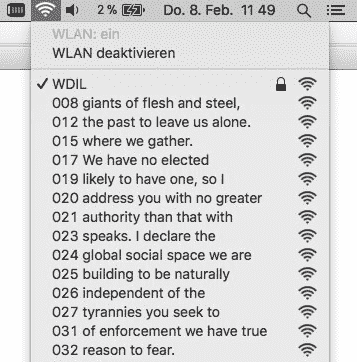 2% Do. 8. Feb. 11 49
WLAN: ein
WLAN deaktivieren
WDIL
008 giants of flesh and steel,
012 the past to leave us alone.
015 where we gather.
017 We have no elected
019 likely to have one, so I
020 address you with no greater
021 authority than that with
023 speaks. I declare the
024 global social space we are
025 building to be naturally
026 independent of the
027 tyrannies you seek to
031 of enforcement we have true
032 reason to fear.